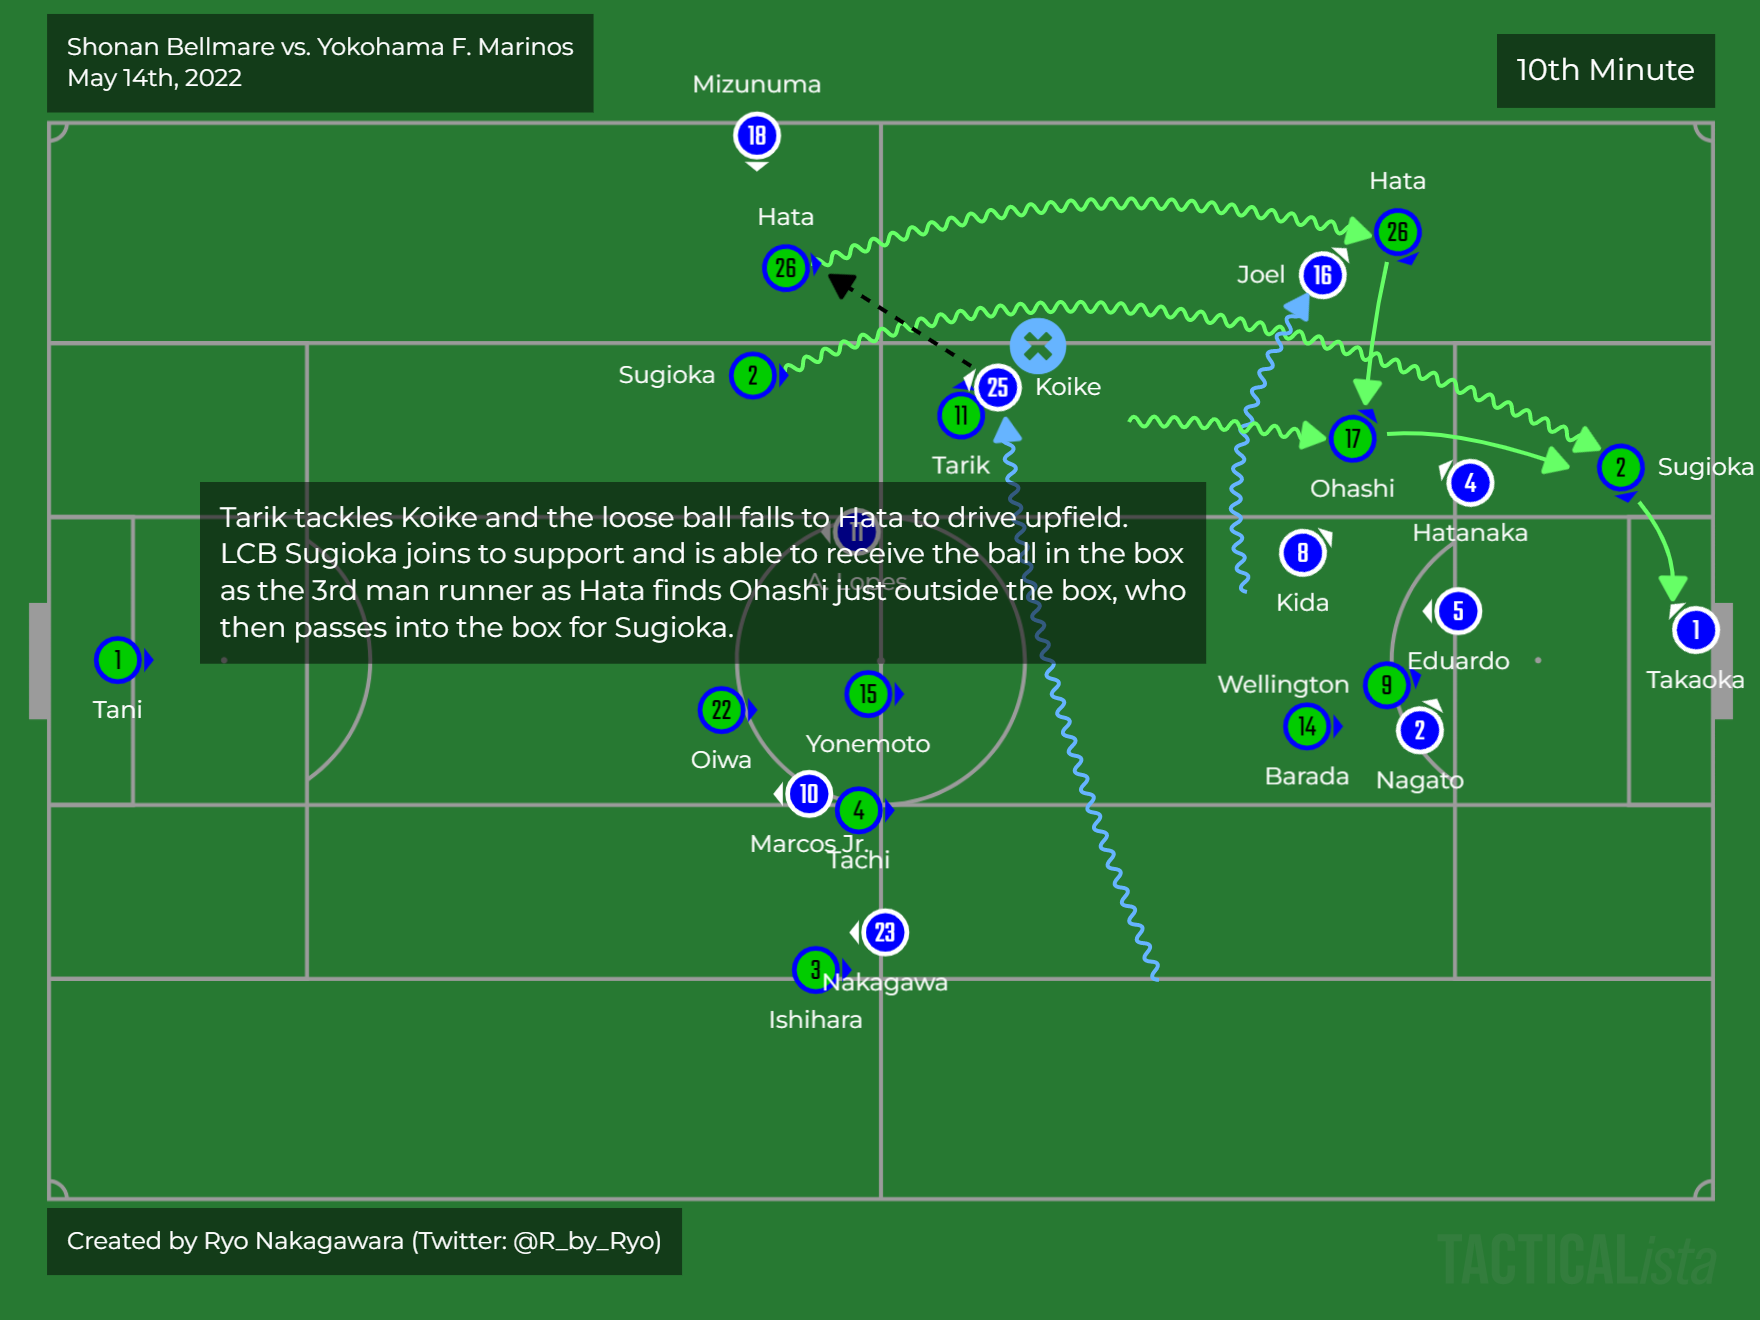 Shonan Bellmare vs. Yokohama F. Marinos
May 14th, 2022
10th Minute
Mizunuma
18
Hata
26
Hata
26
Joel
16
Sugioka
2
25
Koike
11
Tarik
17
Ohashi
4
Hatanaka
2
Sugioka
Tarik tackles Koike and the loose ball falls to Hata to drive upfield.
LCB Sugioka joins to support and is able to receive the ball in the box
as the 3rd man runner as Hata finds Ohashi just outside the box, who
then passes into the box for Sugioka.
11
A. Lopes
8
Kida
5
Eduardo
1
Takaoka
1
Tani
22
Oiwa
15
Yonemoto
Wellington
9
14
Barada
2
Nagato
10
Marcos Jr.
4
Tachi
23
Nakagawa
3
Ishihara
Created by Ryo Nakagawara (Twitter: @R_by_Ryo)
TACTICALista